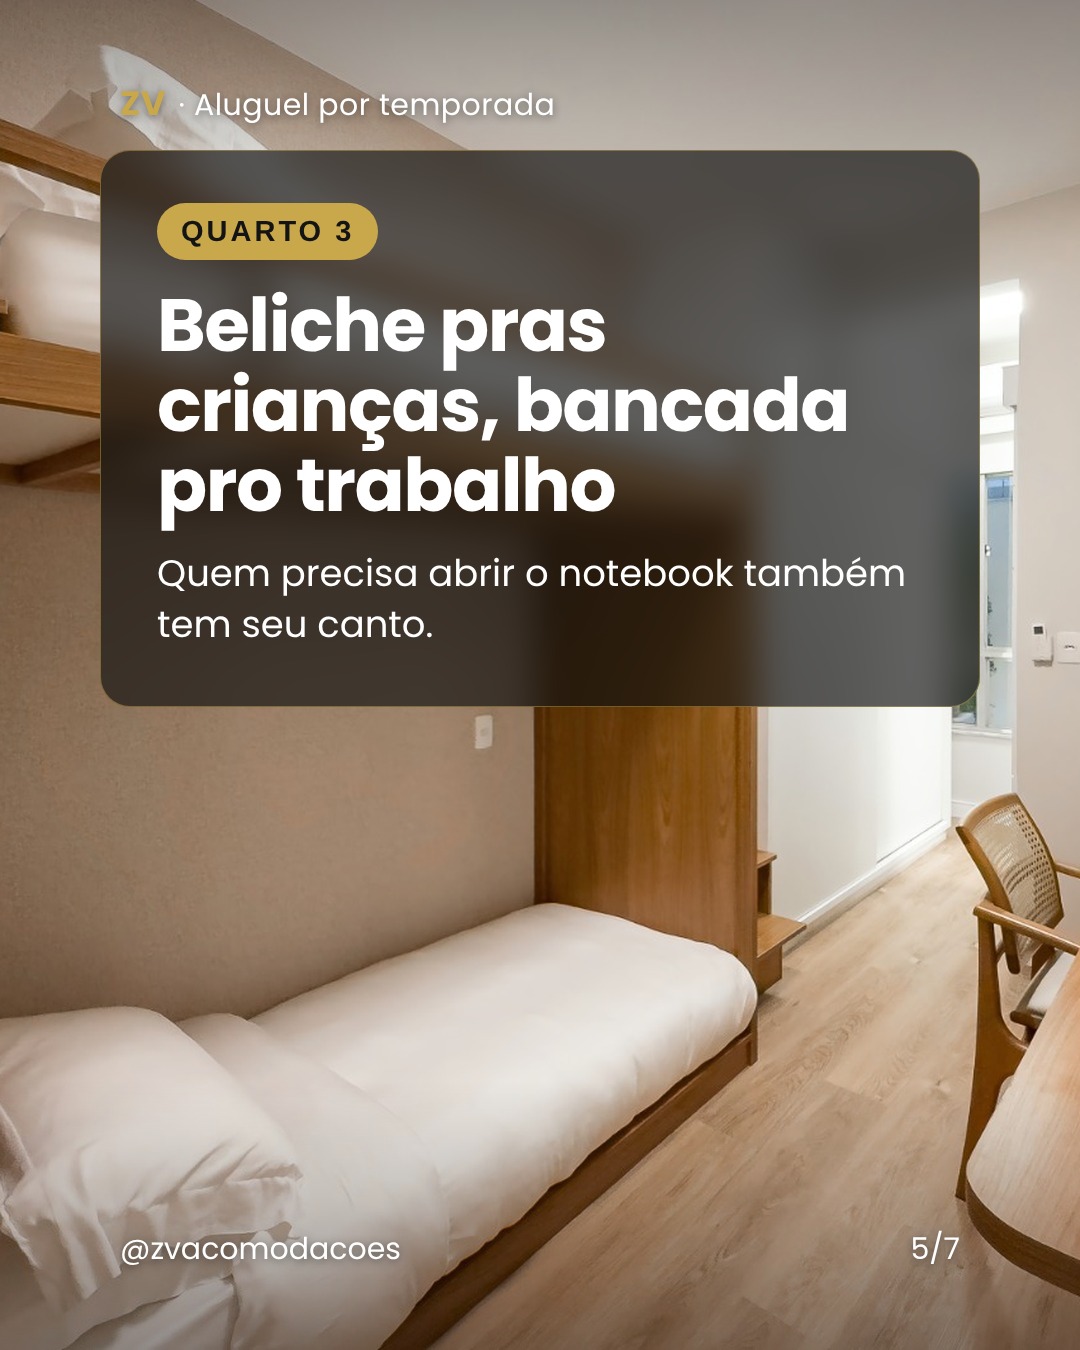 ZV · Aluguel por temporada
QUARTO 3
Beliche pras
crianças, bancada
pro trabalho
Quem precisa abrir o notebook também
tem seu canto.
@zvacomodacoes
5/7